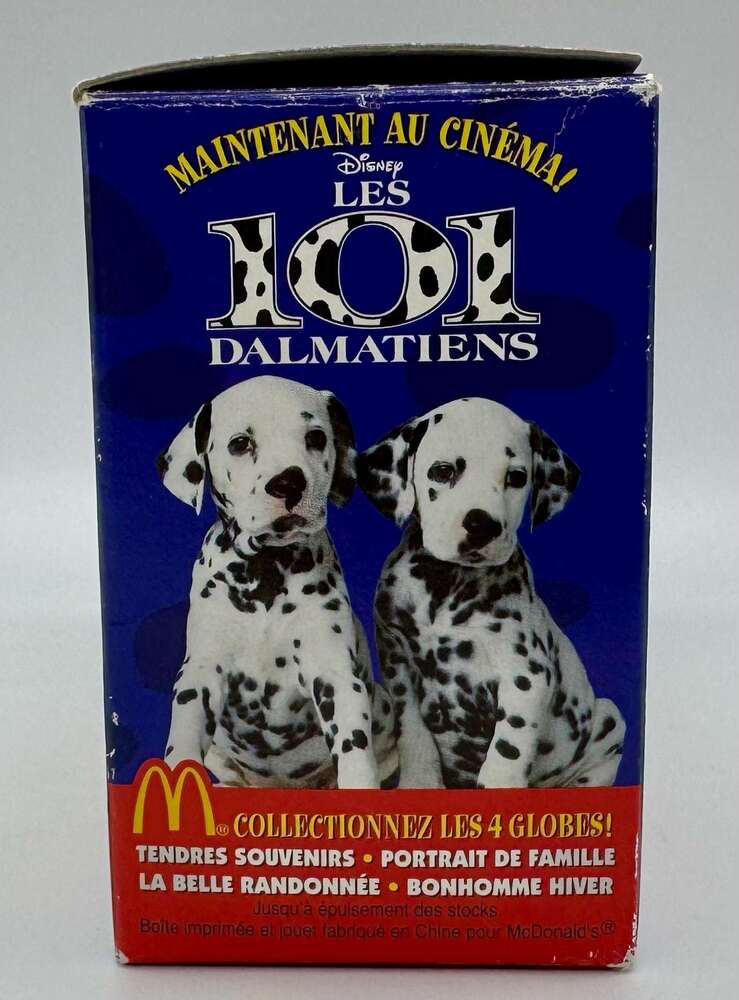 MAINTENANT AU CINÉMA!
Disney
LES
101
DALMATIENS
M® COLLECTIONNEZ LES 4 GLOBES!
TENDRES SOUVENIRS • PORTRAIT DE FAMILLE
LA BELLE RANDONNÉE • BONHOMME HIVER
Jusqu'à épuisement des stocks.
Boîte imprimée et jouet fabriqué en Chine pour McDonald's®